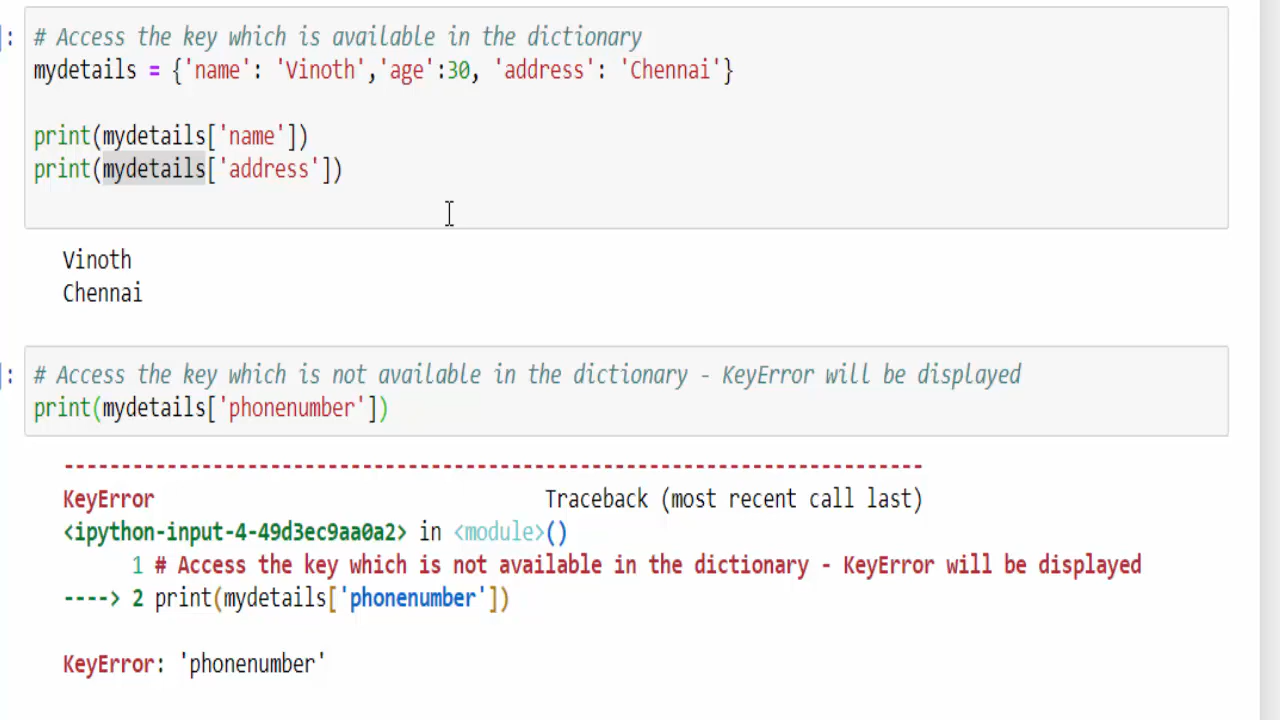 ]: # Access the key which is available in the dictionary
mydetails = {'name': 'Vinoth','age':30, 'address': 'Chennai'}
print(mydetails['name'])
print(mydetails['address'])
Vinoth
Chennai
]: # Access the key which is not available in the dictionary - KeyError will be displayed
print(mydetails['phonenumber'])
---------------------------------------------------------------------------
KeyError                                  Traceback (most recent call last)
<ipython-input-4-49d3ec9aa0a2> in <module>()
      1 # Access the key which is not available in the dictionary - KeyError will be displayed
----> 2 print(mydetails['phonenumber'])
KeyError: 'phonenumber'